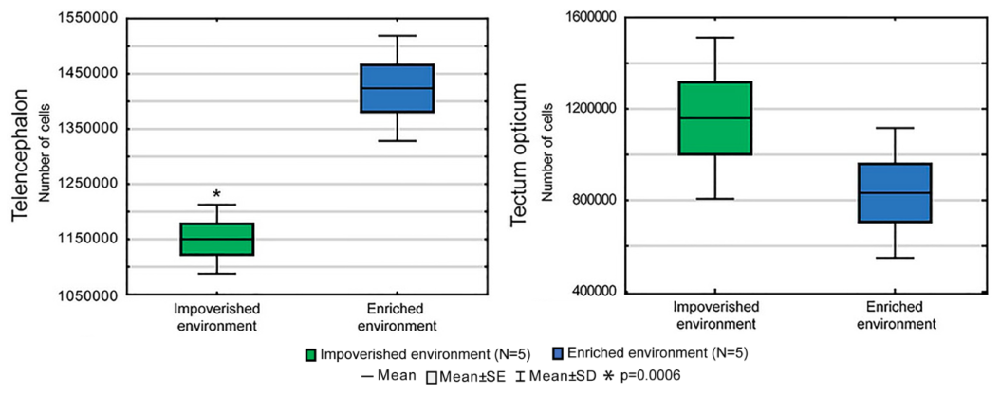 Telencephalon
Number of cells
1550000
1450000
1350000
1250000
1150000
1050000
*
Impoverished
environment
Enriched
environment
Tectum opticum
Number of cells
1600000
1200000
800000
400000
Impoverished
environment
Enriched
environment
Impoverished environment (N=5) Enriched environment (N=5)
— Mean Mean±SE Mean±SD * p=0.0006